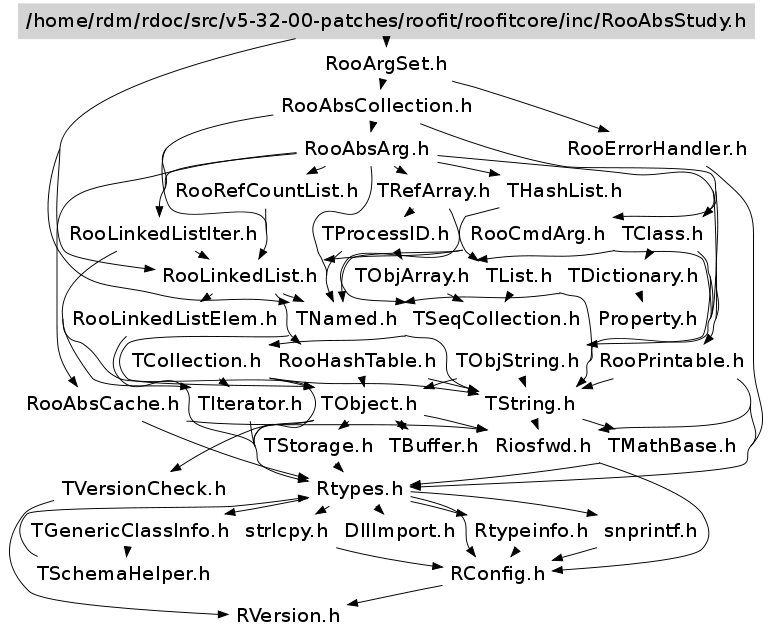 /home/rdm/rdoc/src/v5-32-00-patches/roofit/roofitcore/inc/RooAbsStudy.h
RooArgSet.h
RooAbsCollection.h
RooAbsArg.h RooErrorHandler.h
RooRefCountList.h TRefArray.h THashList.h
RooLinkedListIter.h TProcessID.h RooCmdArg.h TClass.h
RooLinkedList.h TObjArray.h TList.h TDictionary.h
RooLinkedListElem.h TNamed.h TSeqCollection.h Property.h
TCollection.h RooHashTable.h TObjString.h RooPrintable.h
RooAbsCache.h TIterator.h TObject.h TString.h
TStorage.h TBuffer.h Riosfwd.h TMathBase.h
TVersionCheck.h Rtypes.h
TGenericClassInfo.h strlcpy.h DllImport.h Rtypeinfo.h snprintf.h
TSchemaHelper.h RConfig.h
RVersion.h